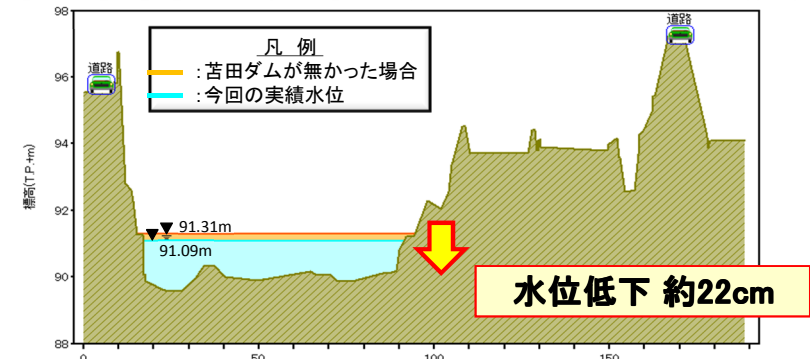 98
96
94
92
90
88
標高(T.P.+m)
道路
道路
凡 例
:苫田ダムが無かった場合
:今回の実績水位
91.31m
91.09m
水位低下 約22cm
0
50
100
150